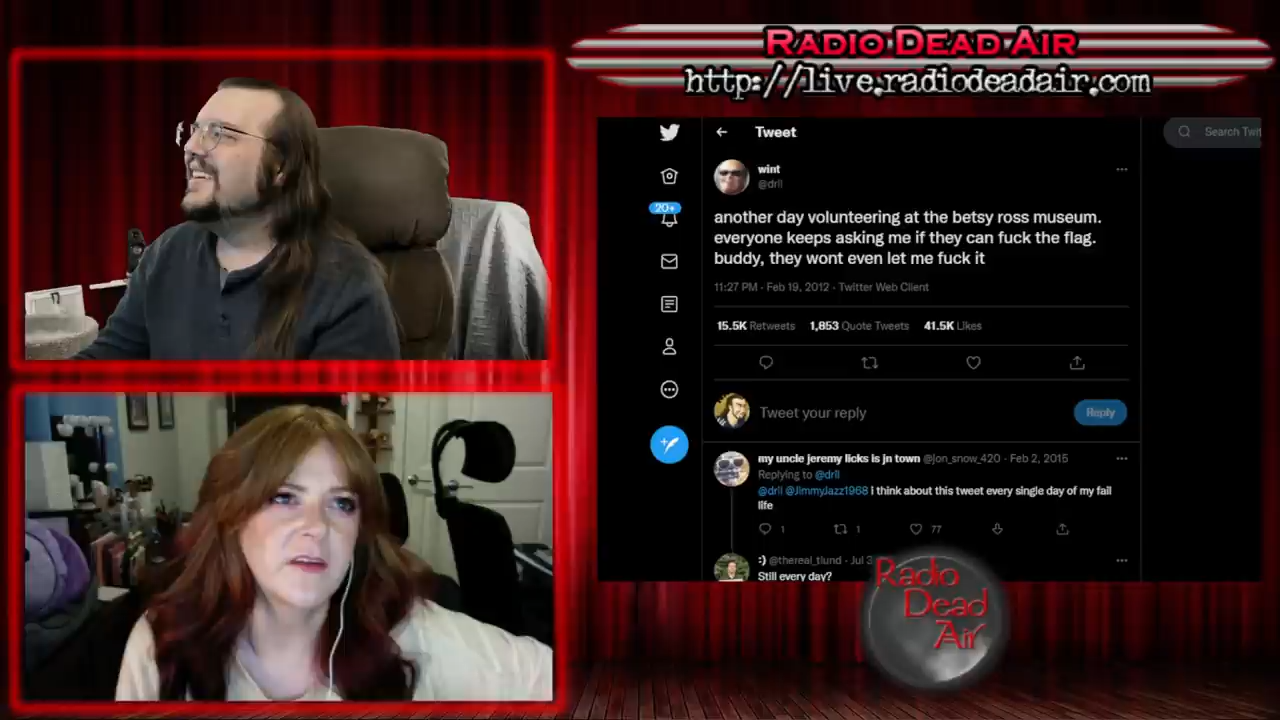 Radio Dead Air
http://live.radiodeadair.com
Tweet
wint
@dril
another day volunteering at the betsy ross museum.
everyone keeps asking me if they can fuck the flag.
buddy, they wont even let me fuck it
11:27 PM · Feb 19, 2012 · Twitter Web Client
15.5K Retweets 1,853 Quote Tweets 41.5K Likes
20+
Tweet your reply
Reply
my uncle jeremy licks is jn town @jon_snow_420 · Feb 2, 2015
Replying to @dril
@dril @JimmyJazz1968 i think about this tweet every single day of my fail
life
1 1 77
:) @thereal_tlund · Jul 3
Still every day?
Radio
Dead
Air